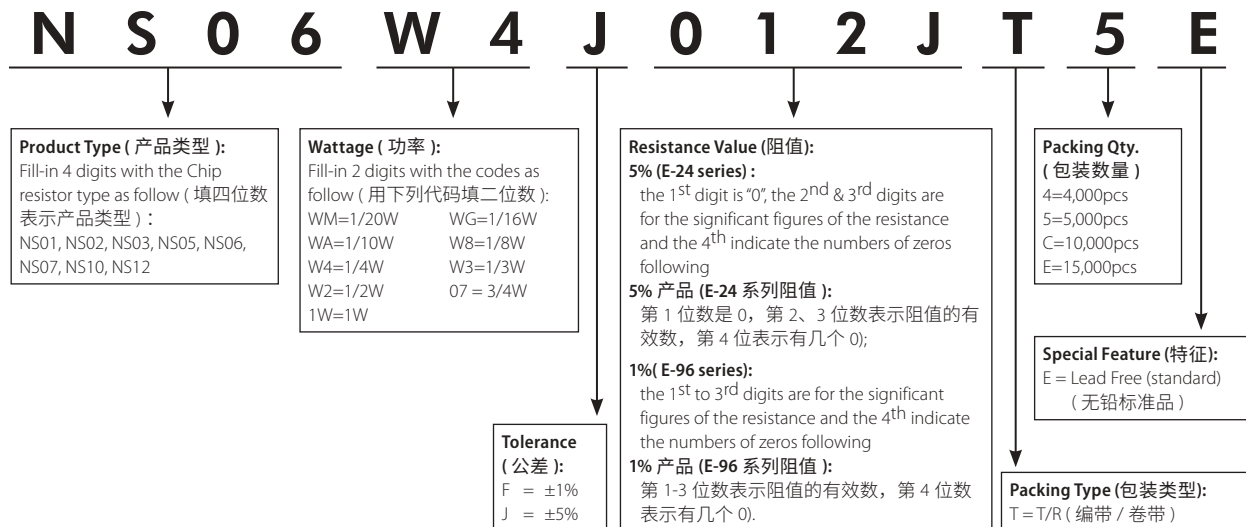 N S 0 6 W 4 J 0 1 2 J T 5 E
Product Type ( 产品类型 ):
Fill-in 4 digits with the Chip
resistor type as follow ( 填四位数
表示产品类型 ) :
NS01, NS02, NS03, NS05, NS06,
NS07, NS10, NS12
Wattage ( 功率 ):
Fill-in 2 digits with the codes as
follow ( 用下列代码填二位数 ):
WM=1/20W WG=1/16W
WA=1/10W W8=1/8W
W4=1/4W W3=1/3W
W2=1/2W 07 = 3/4W
1W=1W
Tolerance
( 公差 ):
F = ±1%
J = ±5%
Resistance Value (阻值):
5% (E-24 series) :
the 1st digit is “0”, the 2nd & 3rd digits are
for the significant figures of the resistance
and the 4th indicate the numbers of zeros
following
5% 产品 (E-24 系列阻值 ):
第 1 位数是 0，第 2、3 位数表示阻值的有
效数，第 4 位表示有几个 0);
1%( E-96 series):
the 1st to 3rd digits are for the significant
figures of the resistance and the 4th indicate
the numbers of zeros following
1% 产品 (E-96 系列阻值 ):
第 1-3 位数表示阻值的有效数，第 4 位数
表示有几个 0).
Packing Qty.
( 包装数量 )
4=4,000pcs
5=5,000pcs
C=10,000pcs
E=15,000pcs
Special Feature (特征):
E = Lead Free (standard)
( 无铅标准品 )
Packing Type (包装类型):
T = T/R ( 编带 / 卷带 )